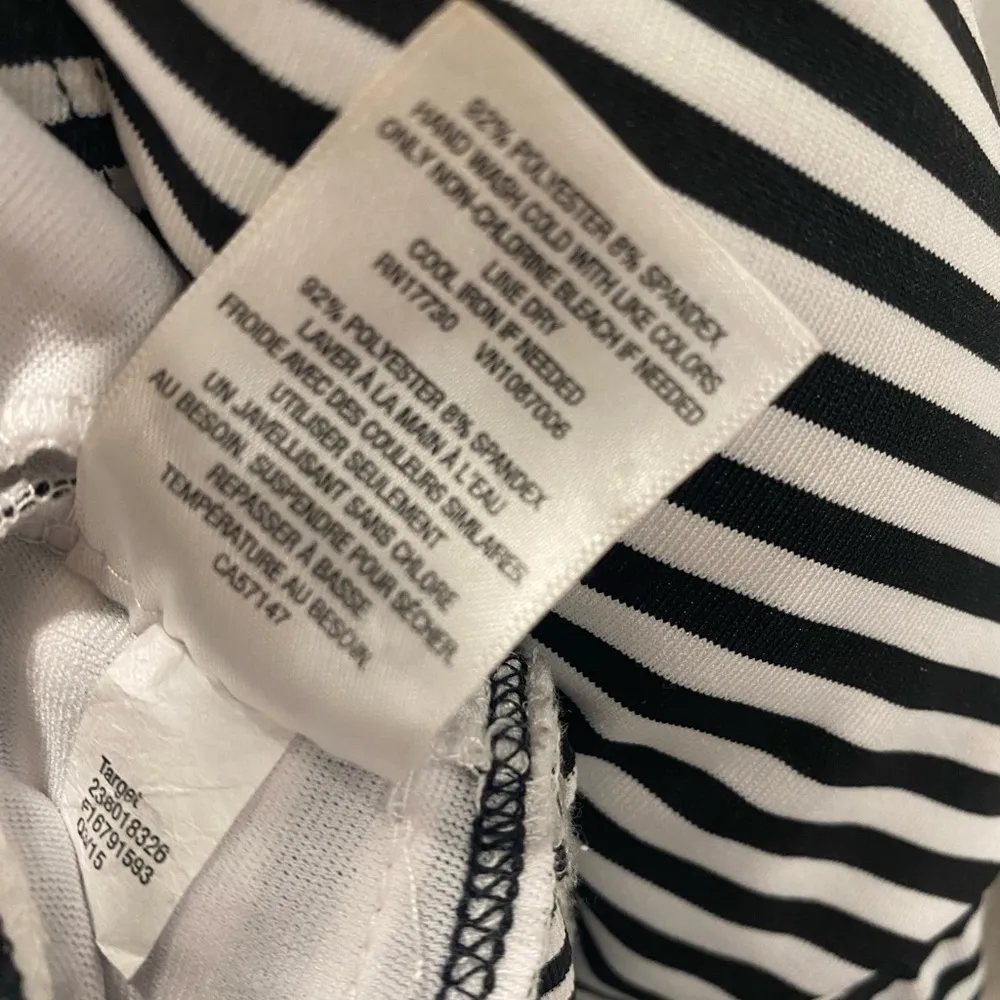 92% POLYESTER 8% SPANDEX
HAND WASH COLD WITH LIKE COLORS
ONLY NON-CHLORINE BLEACH IF NEEDED
LINE DRY
COOL IRON IF NEEDED
RN17730 VN1087006
92% POLYESTER 8% SPANDEX
LAVER À LA MAIN À L'EAU
FROIDE AVEC DES COULEURS SIMILAIRES
UTILISER SEULEMENT
UN JAVELLISANT SANS CHLORE
AU BESOIN. SUSPENDRE POUR SÉCHER.
REPASSER À BASSE
TEMPÉRATURE AU BESOIN.
CA57147
Target
238018326
F16791593